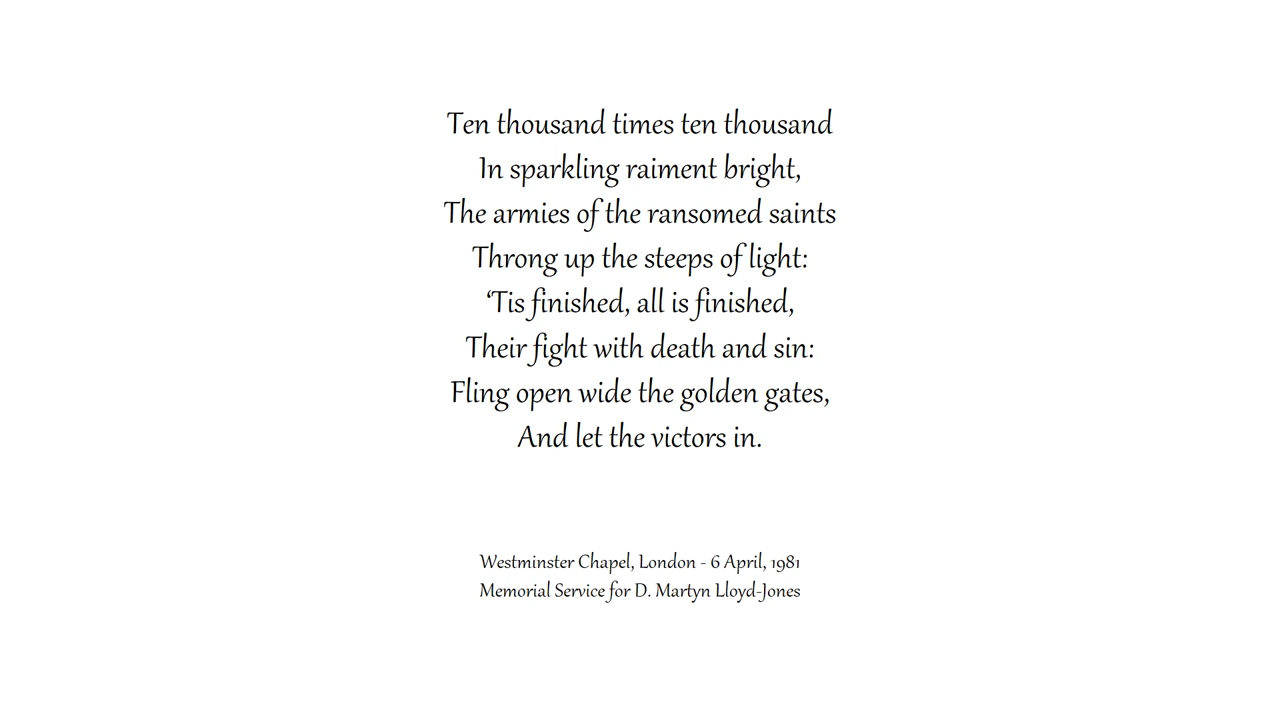 Ten thousand times ten thousand
In sparkling raiment bright,
The armies of the ransomed saints
Throng up the steeps of light:
‘Tis finished, all is finished,
Their fight with death and sin:
Fling open wide the golden gates,
And let the victors in.
Westminster Chapel, London - 6 April, 1981
Memorial Service for D. Martyn Lloyd-Jones